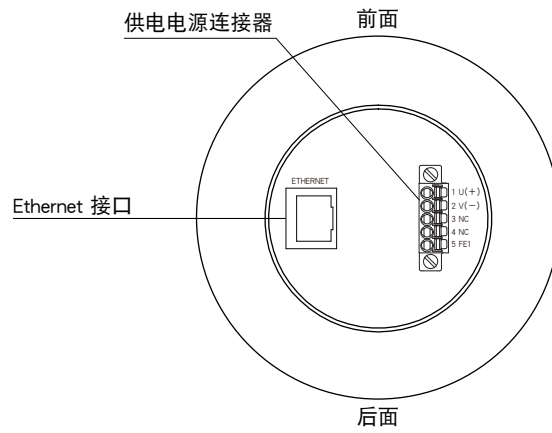 供电电源连接器
前面
ETHERNET
1 U(+)
2 V(−)
3 NC
4 NC
5 FE1
Ethernet 接口
后面